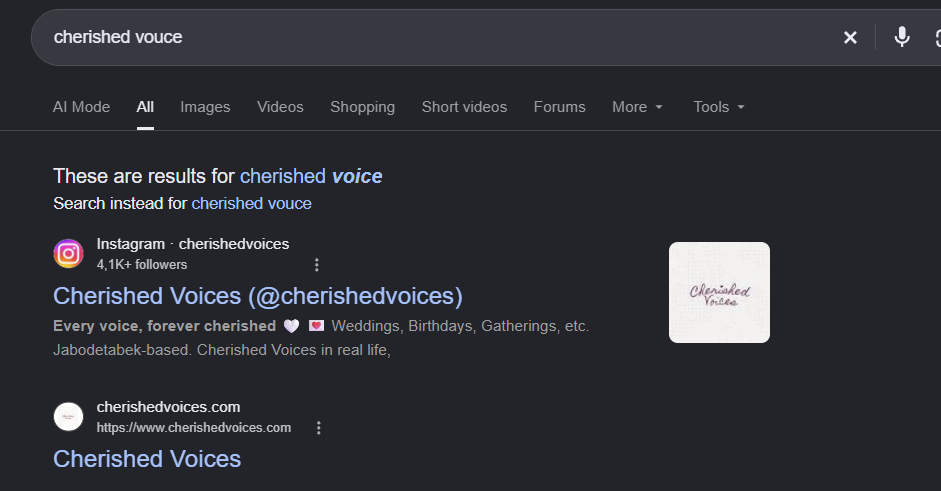 cherished vouce
AI Mode All Images Videos Shopping Short videos Forums More Tools
These are results for cherished voice
Search instead for cherished vouce
Instagram · cherishedvoices
4,1K+ followers
Cherished Voices (@cherishedvoices)
Every voice, forever cherished 🤍 💌 Weddings, Birthdays, Gatherings, etc.
Jabodetabek-based. Cherished Voices in real life,
Cherished
Voices
cherishedvoices.com
https://www.cherishedvoices.com
Cherished Voices